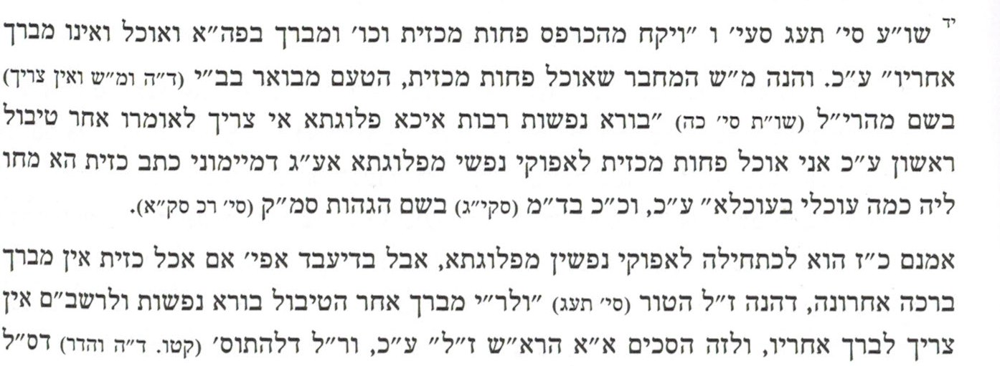 יד שו״ע סי׳ תעג סעי׳ ו ״ויקח מהכרפס פחות מכזית וכו׳ ומברך בפה״א ואוכל ואינו מברך
אחריו״ ע״כ. והנה מ״ש המחבר שאוכל פחות מכזית, הטעם מבואר בב״י (ד״ה ומ״ש ואין צריך)
בשם מהרי״ל (שו״ת סי׳ כה) ״בורא נפשות רבות איכא פלוגתא אי צריך לאומרו אחר טיבול
ראשון ע״כ אני אוכל פחות מכזית לאפוקי נפשי מפלוגתא אע״ג דמיימוני כתב כזית הא מחו
ליה כמה עוכלי בעוכלא״ ע״כ, וכ״כ בד״מ (סקי״ג) בשם הגהות סמ״ק (סי׳ רכ סק״א).
אמנם כ״ז הוא לכתחילה לאפוקי נפשין מפלוגתא, אבל בדיעבד אפי׳ אם אכל כזית אין מברך
ברכה אחרונה, דהנה ז״ל הטור (סי׳ תעג) ״ולר״י מברך אחר הטיבול בורא נפשות ולרשב״ם אין
צריך לברך אחריו, ולזה הסכים א״א הרא״ש ז״ל״ ע״כ, ור״ל דלהתוס׳ (קטו. ד״ה והדר) דס״ל